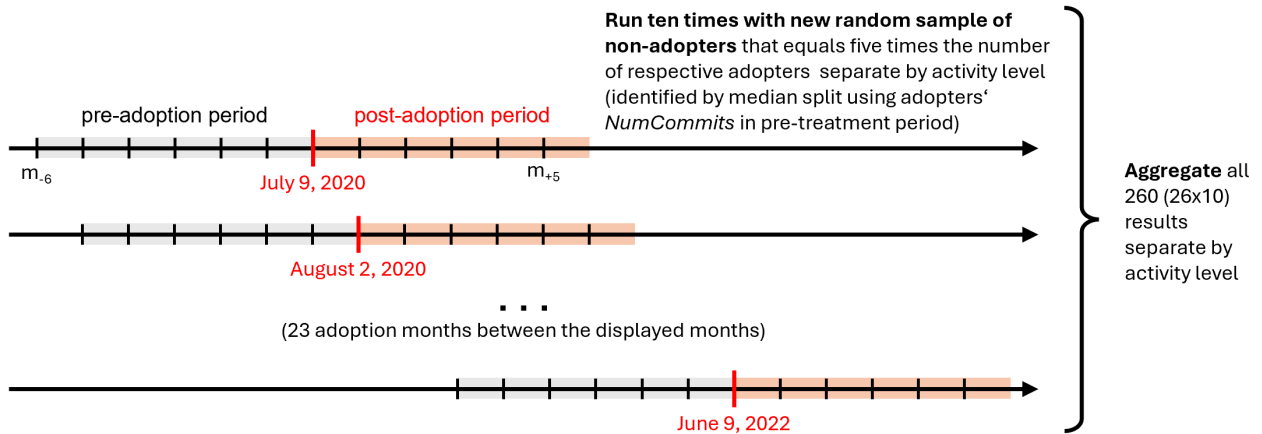 Run ten times with new random sample of
non-adopters that equals five times the number
of respective adopters  separate by activity level
(identified by median split using adopters‘
NumCommits in pre-treatment period)
pre-adoption period
post-adoption period
m-6
July 9, 2020
m+5
August 2, 2020
. . .
(23 adoption months between the displayed months)
June 9, 2022
Aggregate all
260 (26x10)
results
separate by
activity level